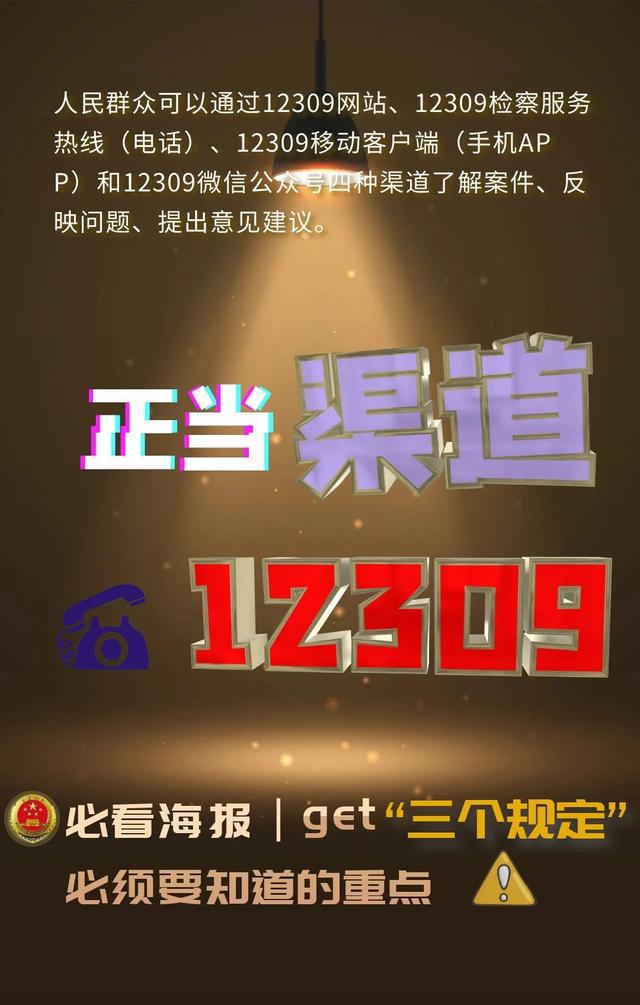 人民群众可以通过12309网站、12309检察服务
热线（电话）、12309移动客户端（手机AP
P）和12309微信公众号四种渠道了解案件、反
映问题、提出意见建议。
正当渠道
12309
必看海报｜get“三个规定”
必须要知道的重点